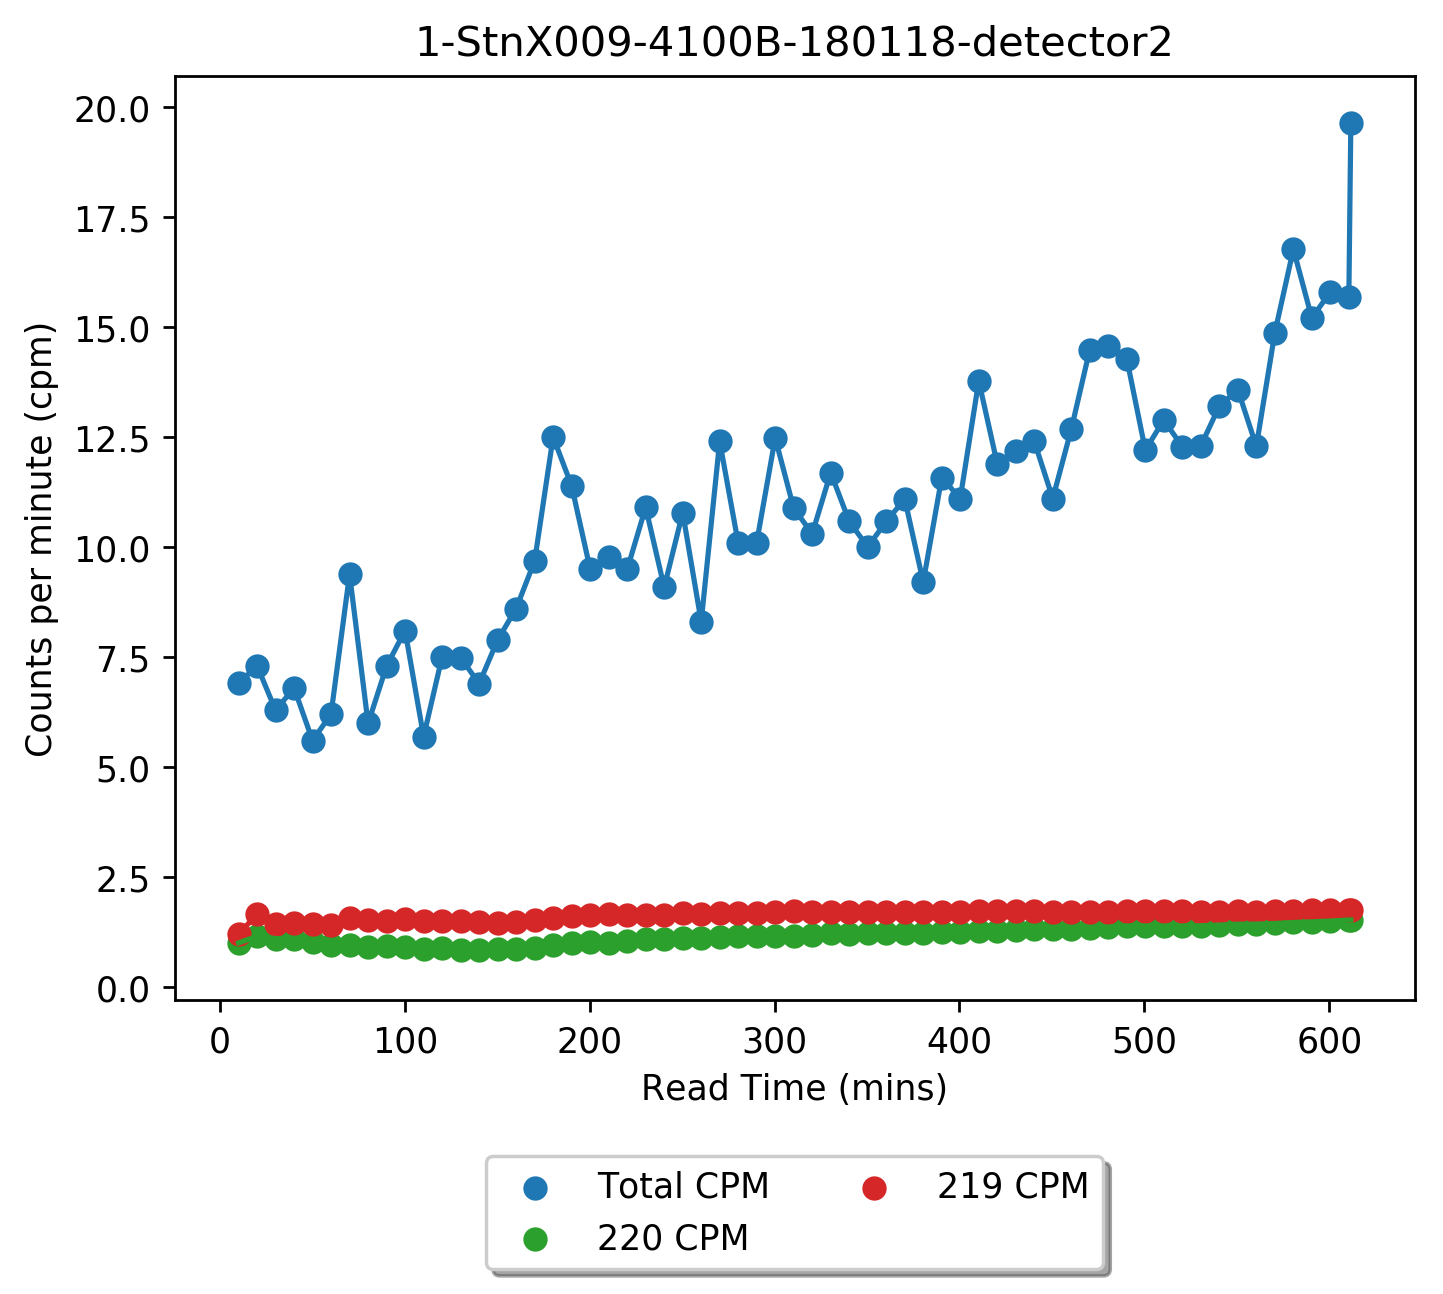 1-StnX009-4100B-180118-detector2
20.0
17.5
15.0
12.5
10.0
7.5
5.0
2.5
0.0
Counts per minute (cpm)
0 100 200 300 400 500 600
Read Time (mins)
Total CPM
220 CPM
219 CPM